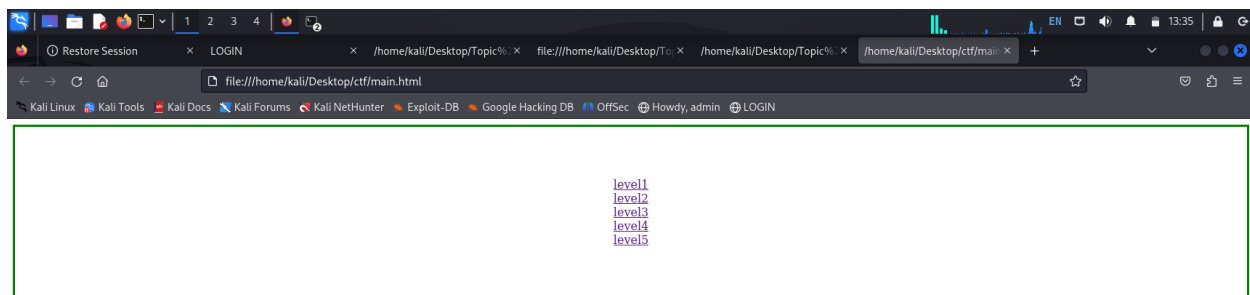 1 2 3 4 EN 13:35
Restore Session LOGIN /home/kali/Desktop/Topic% file:///home/kali/Desktop/To /home/kali/Desktop/Topic% /home/kali/Desktop/ctf/main
file:///home/kali/Desktop/ctf/main.html
Kali Linux Kali Tools Kali Docs Kali Forums Kali NetHunter Exploit-DB Google Hacking DB OffSec Howdy, admin LOGIN
level1
level2
level3
level4
level5